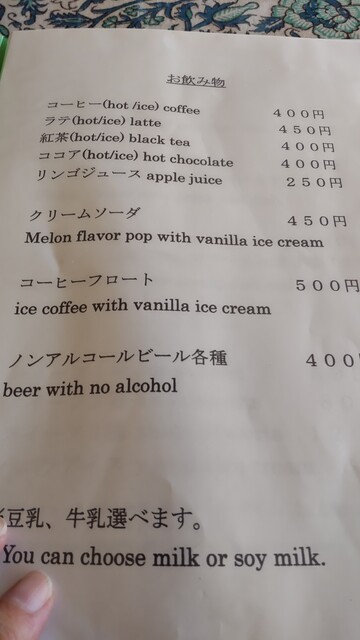 お飲み物
コーヒー(hot /ice) coffee ４００円
ラテ(hot/ice) latte ４５０円
紅茶(hot/ice) black tea ４００円
ココア(hot/ice) hot chocolate ４００円
リンゴジュース apple juice ２５０円
クリームソーダ ４５０円
Melon flavor pop with vanilla ice cream
コーヒーフロート ５００円
ice coffee with vanilla ice cream
ノンアルコールビール各種 ４００円
beer with no alcohol
※豆乳、牛乳選べます。
You can choose milk or soy milk.